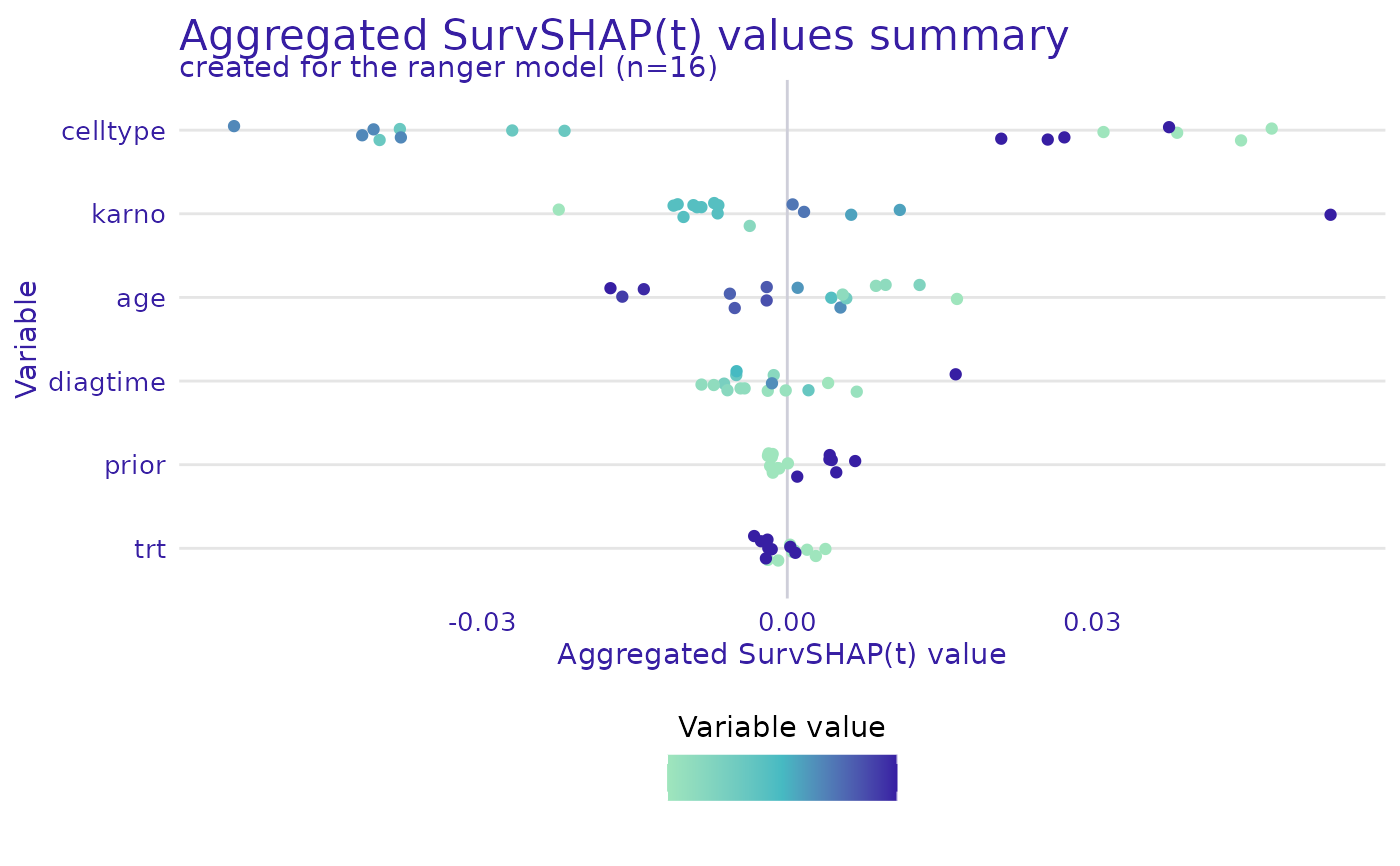 Aggregated SurvSHAP(t) values summary
created for the ranger model (n=16)
Variable
celltype
karno
age
diagtime
prior
trt
-0.03 0.00 0.03
Aggregated SurvSHAP(t) value
Variable value